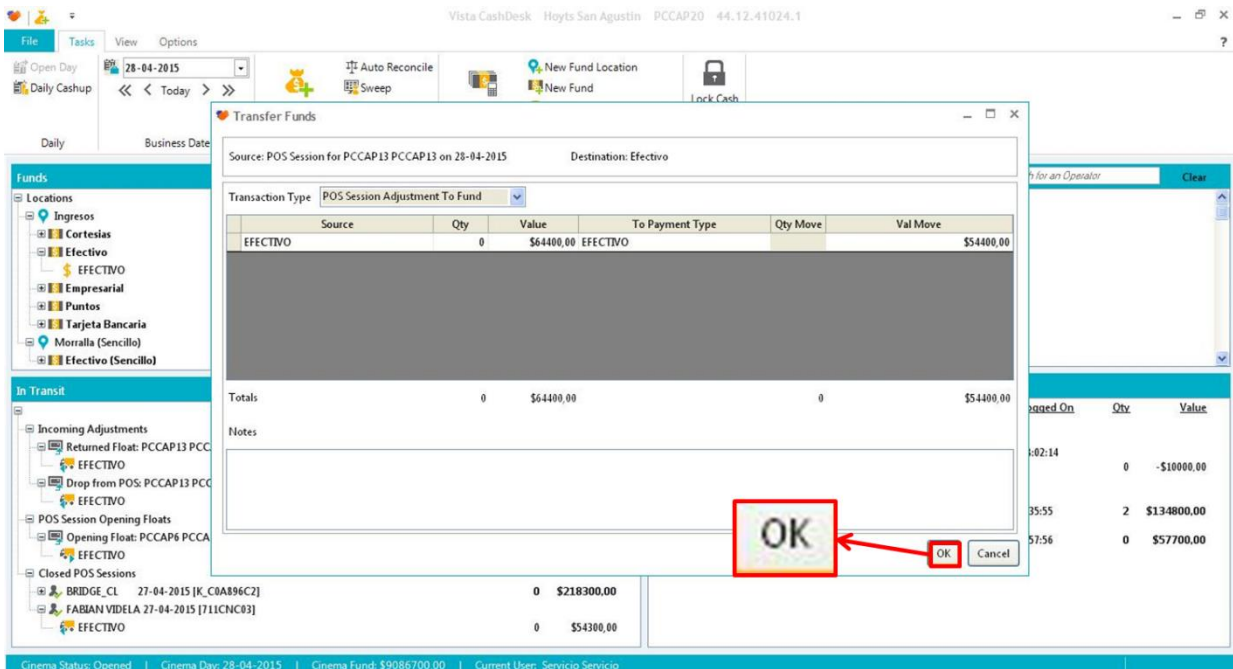 Vista CashDesk Hoyts San Agustin PCCAP20 44.12.41024.1
File Tasks View Options ?
Open Day 28-04-2015 Auto Reconcile New Fund Location
Daily Cashup Today Sweep New Fund
Lock Cash
Daily Business Date
Transfer Funds
Source: POS Session for PCCAP13 PCCAP13 on 28-04-2015 Destination: Efectivo
Transaction Type POS Session Adjustment To Fund
Source Qty Value To Payment Type Qty Move Val Move
EFECTIVO 0 $64400,00 EFECTIVO $54400,00
Totals 0 $64400,00 0 $54400,00
Notes
OK
OK Cancel
Funds
for an Operator Clear
Locations
Ingresos
Cortesias
Efectivo
EFECTIVO
Empresarial
Puntos
Tarjeta Bancaria
Morralla (Sencillo)
Efectivo (Sencillo)
In Transit
Incoming Adjustments
Returned Float: PCCAP13 PCC
EFECTIVO
Drop from POS: PCCAP13 PCC
EFECTIVO
POS Session Opening Floats
Opening Float: PCCAP6 PCCA
EFECTIVO
Closed POS Sessions
BRIDGE_CL 27-04-2015 [K_C0A896C2] 0 $218300,00
FABIAN VIDELA 27-04-2015 [711CNC03]
EFECTIVO 0 $54300,00
On Qty Value
:02:14
0 -$10000,00
35:55 2 $134800,00
57:56 0 $57700,00
Cinema Status: Opened | Cinema Day: 28-04-2015 | Cinema Fund: $9086700,00 | Current User: Servicio Servicio